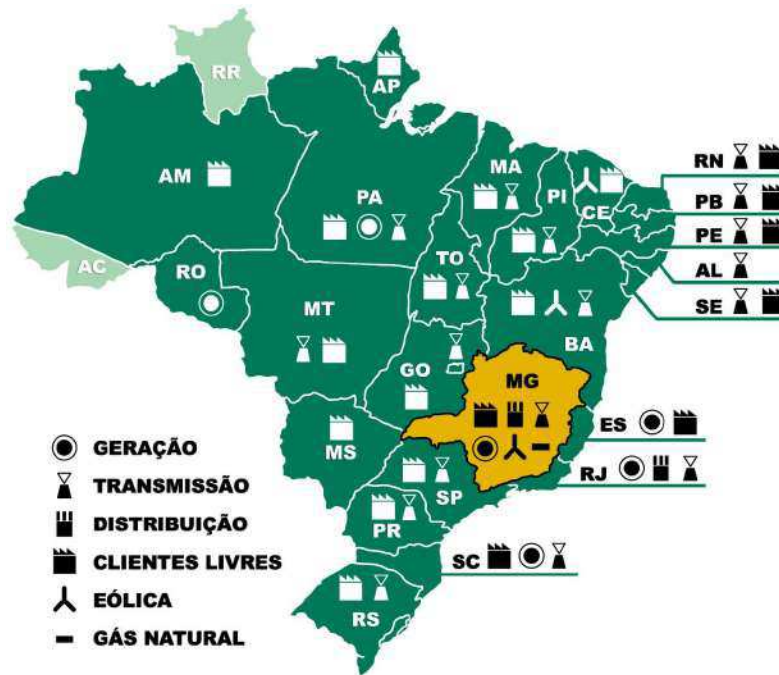 RR
AP
AM
PA
MA
PI
CE
RN
PB
PE
AL
SE
AC
RO
TO
MT
BA
GO
MG
MS
SP
ES
RJ
PR
SC
RS
GERAÇÃO
TRANSMISSÃO
DISTRIBUIÇÃO
CLIENTES LIVRES
EÓLICA
GÁS NATURAL